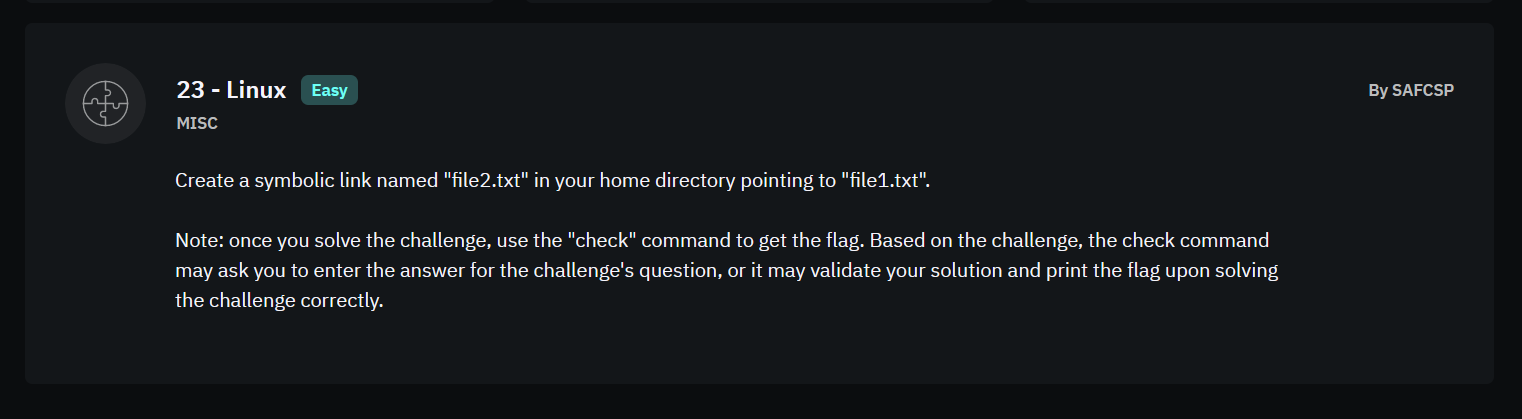 23 - Linux Easy
By SAFCSP
MISC
Create a symbolic link named "file2.txt" in your home directory pointing to "file1.txt".
Note: once you solve the challenge, use the "check" command to get the flag. Based on the challenge, the check command
may ask you to enter the answer for the challenge's question, or it may validate your solution and print the flag upon solving
the challenge correctly.